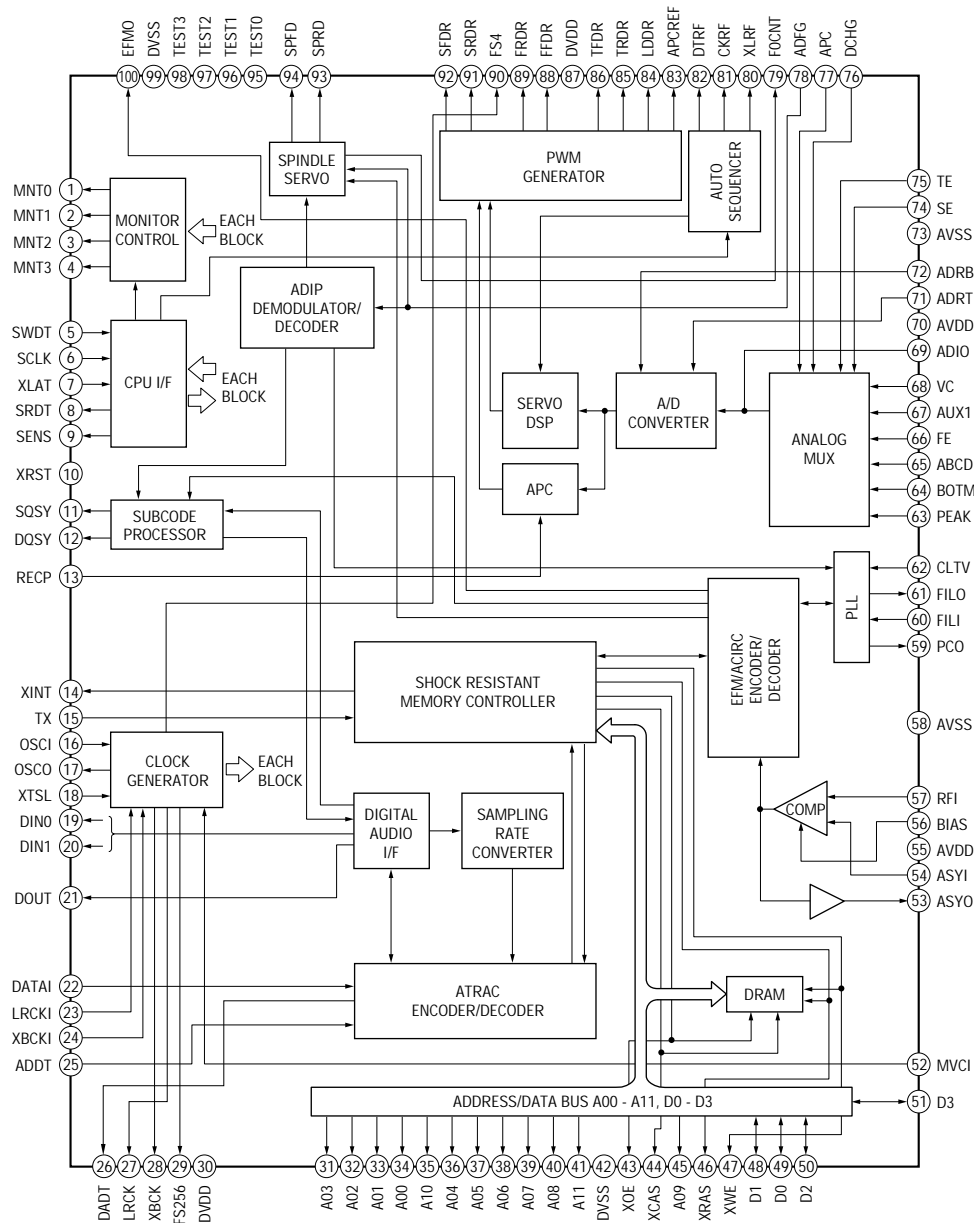 EFMO
DVSS
TEST3
TEST2
TEST1
TEST0
SPFD
SPRD
SFDR
SRDR
FS4
FRDR
FFDR
DVDD
TFDR
TRDR
LDDR
APCREF
DTRF
CKRF
XLRF
F0CNT
ADFG
APC
DCHG
100
99
98
97
96
95
94
93
92
91
90
89
88
87
86
85
84
83
82
81
80
79
78
77
76
MNT0 1
MNT1 2
MNT2 3
MNT3 4
SWDT 5
SCLK 6
XLAT 7
SRDT 8
SENS 9
XRST 10
SQSY 11
DQSY 12
RECP 13
XINT 14
TX 15
OSCI 16
OSCO 17
XTSL 18
DIN0 19
DIN1 20
DOUT 21
DATAI 22
LRCKI 23
XBCKI 24
ADDT 25
MONITOR
CONTROL
EACH
BLOCK
SPINDLE
SERVO
PWM
GENERATOR
AUTO
SEQUENCER
ADIP
DEMODULATOR/
DECODER
CPU I/F
EACH
BLOCK
SERVO
DSP
A/D
CONVERTER
ANALOG
MUX
APC
SUBCODE
PROCESSOR
EFM/ACIRC
ENCODER/
DECODER
PLL
SHOCK RESISTANT
MEMORY CONTROLLER
CLOCK
GENERATOR
EACH
BLOCK
DIGITAL
AUDIO
I/F
SAMPLING
RATE
CONVERTER
COMP
ATRAC
ENCODER/DECODER
DRAM
ADDRESS/DATA BUS A00 - A11, D0 - D3
75 TE
74 SE
73 AVSS
72 ADRB
71 ADRT
70 AVDD
69 ADIO
68 VC
67 AUX1
66 FE
65 ABCD
64 BOTM
63 PEAK
62 CLTV
61 FILO
60 FILI
59 PCO
58 AVSS
57 RFI
56 BIAS
55 AVDD
54 ASYI
53 ASYO
52 MVCI
51 D3
26
27
28
29
30
31
32
33
34
35
36
37
38
39
40
41
42
43
44
45
46
47
48
49
50
DADT
LRCK
XBCK
FS256
DVDD
A03
A02
A01
A00
A10
A04
A05
A06
A07
A08
A11
DVSS
XOE
XCAS
A09
XRAS
XWE
D1
D0
D2